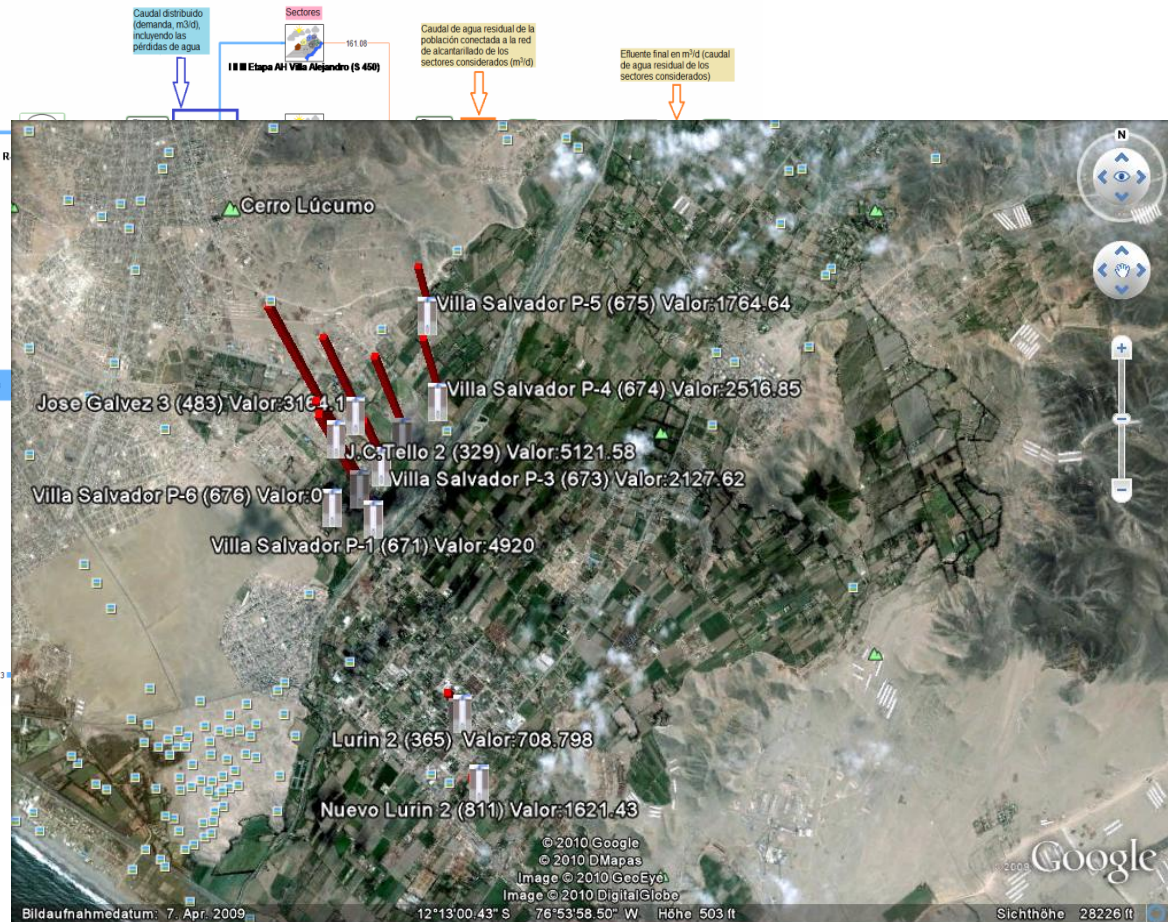 Caudal distribuido
(demanda, m3/d),
incluyendo las
pérdidas de agua
Sectores
161.08
I II III Etapa AH Villa Alejandro (S 450)
Caudal de agua residual de la
población conectada a la red
de alcantarillado de los
sectores considerados (m³/d)
Efluente final en m³/d (caudal
de agua residual de los
sectores considerados)
R
N
Cerro Lúcumo
Villa Salvador P-5 (675) Valor:1764.64
Villa Salvador P-4 (674) Valor:2516.85
Jose Galvez 3 (483) Valor:3164.1
J.C.Tello 2 (329) Valor:5121.58
Villa Salvador P-3 (673) Valor:2127.62
Villa Salvador P-6 (676) Valor:0
Villa Salvador P-1 (671) Valor:4920
3
Lurin 2 (365) Valor:708.798
Nuevo Lurin 2 (811) Valor:1621.43
© 2010 Google
© 2010 DMapas
Image © 2010 GeoEye
Image © 2010 DigitalGlobe
©2009 Google
Bildaufnahmedatum: 7. Apr. 2009
12°13'00.43" S 76°53'58.50" W Höhe 503 ft
Sichthöhe 28226 ft